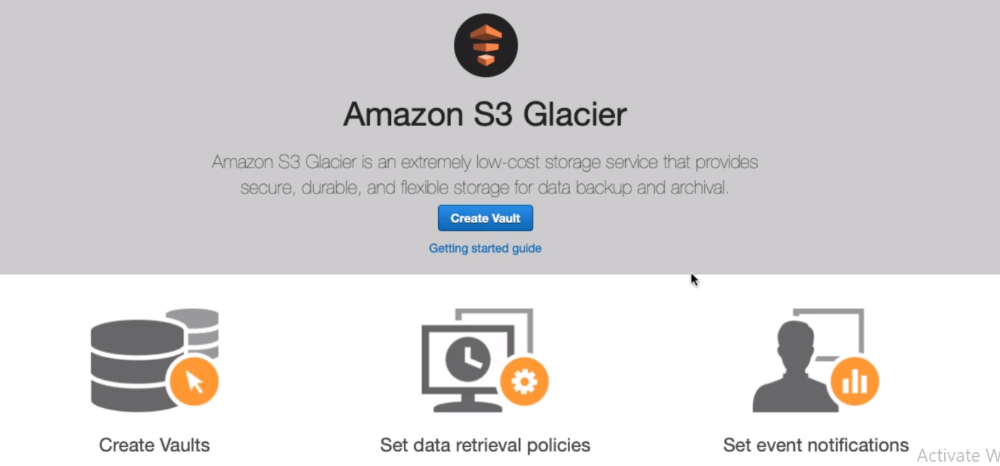 Amazon S3 Glacier
Amazon S3 Glacier is an extremely low-cost storage service that provides
secure, durable, and flexible storage for data backup and archival.
Create Vault
Getting started guide
Create Vaults
Set data retrieval policies
Set event notifications
Activate W